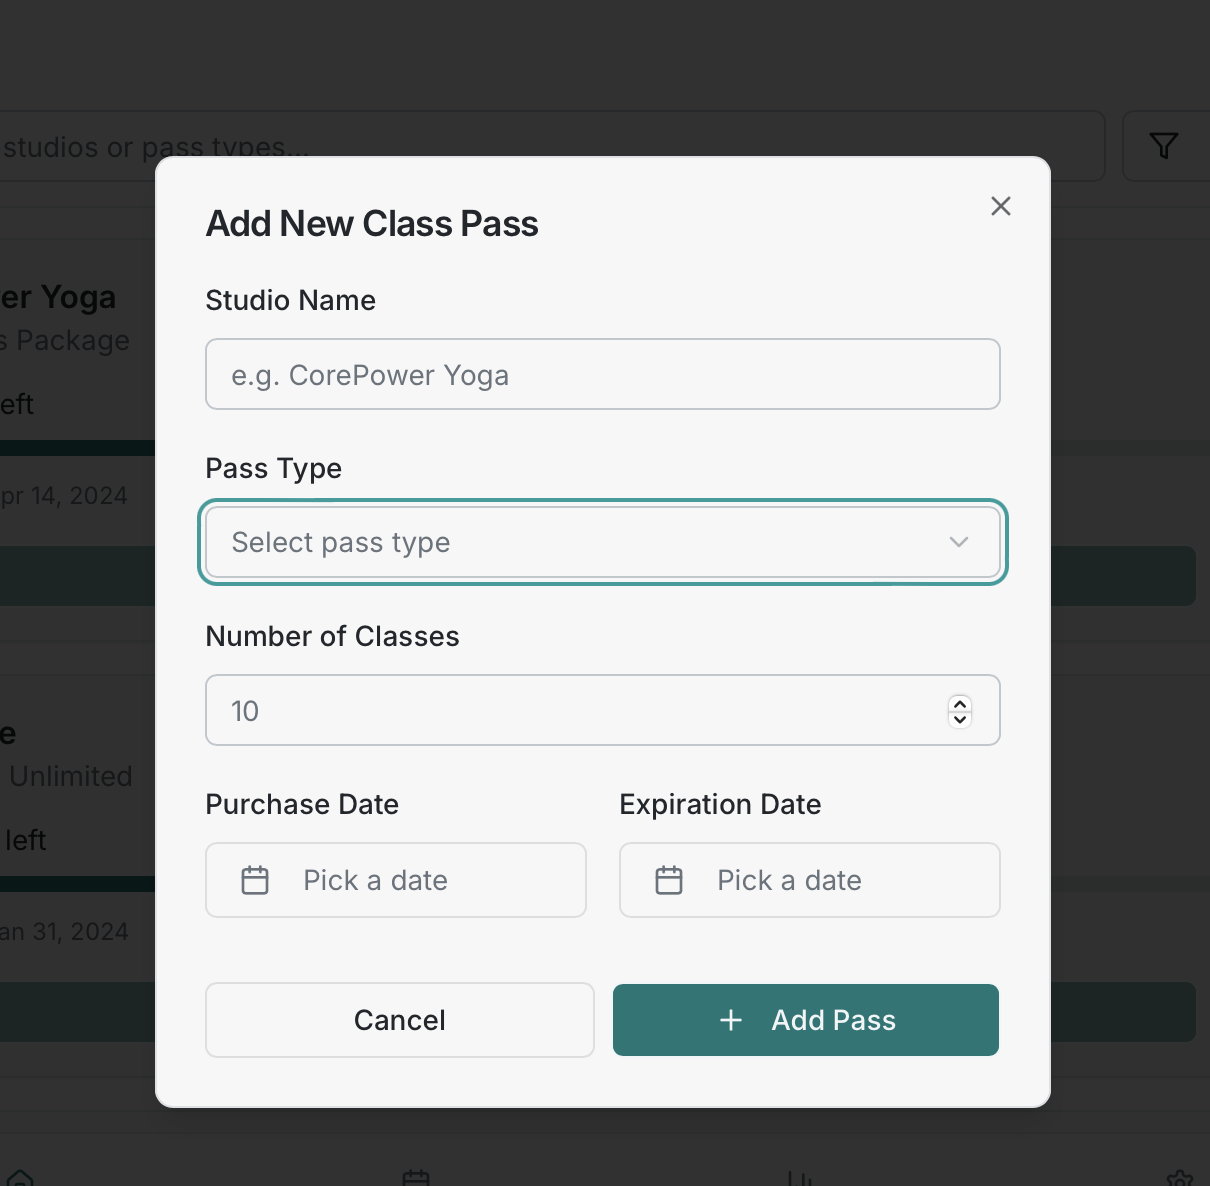 studios or pass types...
Add New Class Pass
er Yoga
s Package
eft
pr 14, 2024
Studio Name
e.g. CorePower Yoga
Pass Type
Select pass type
Number of Classes
10
e
Unlimited
left
an 31, 2024
Purchase Date
Expiration Date
Pick a date
Pick a date
Cancel
Add Pass